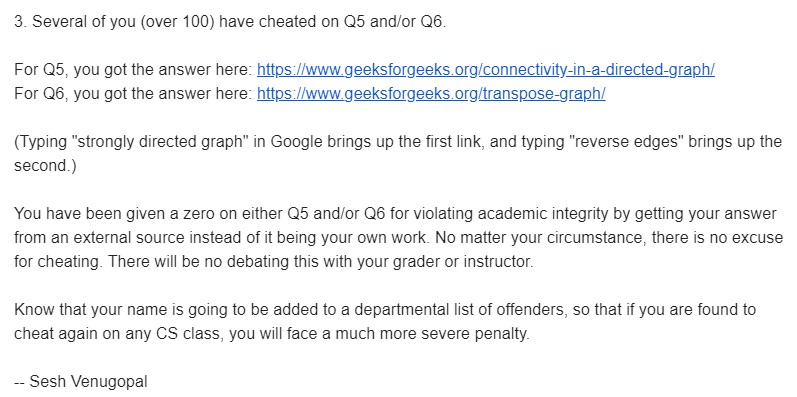 3. Several of you (over 100) have cheated on Q5 and/or Q6.
For Q5, you got the answer here: https://www.geeksforgeeks.org/connectivity-in-a-directed-graph/
For Q6, you got the answer here: https://www.geeksforgeeks.org/transpose-graph/
(Typing "strongly directed graph" in Google brings up the first link, and typing "reverse edges" brings up the
second.)
You have been given a zero on either Q5 and/or Q6 for violating academic integrity by getting your answer
from an external source instead of it being your own work. No matter your circumstance, there is no excuse
for cheating. There will be no debating this with your grader or instructor.
Know that your name is going to be added to a departmental list of offenders, so that if you are found to
cheat again on any CS class, you will face a much more severe penalty.
-- Sesh Venugopal